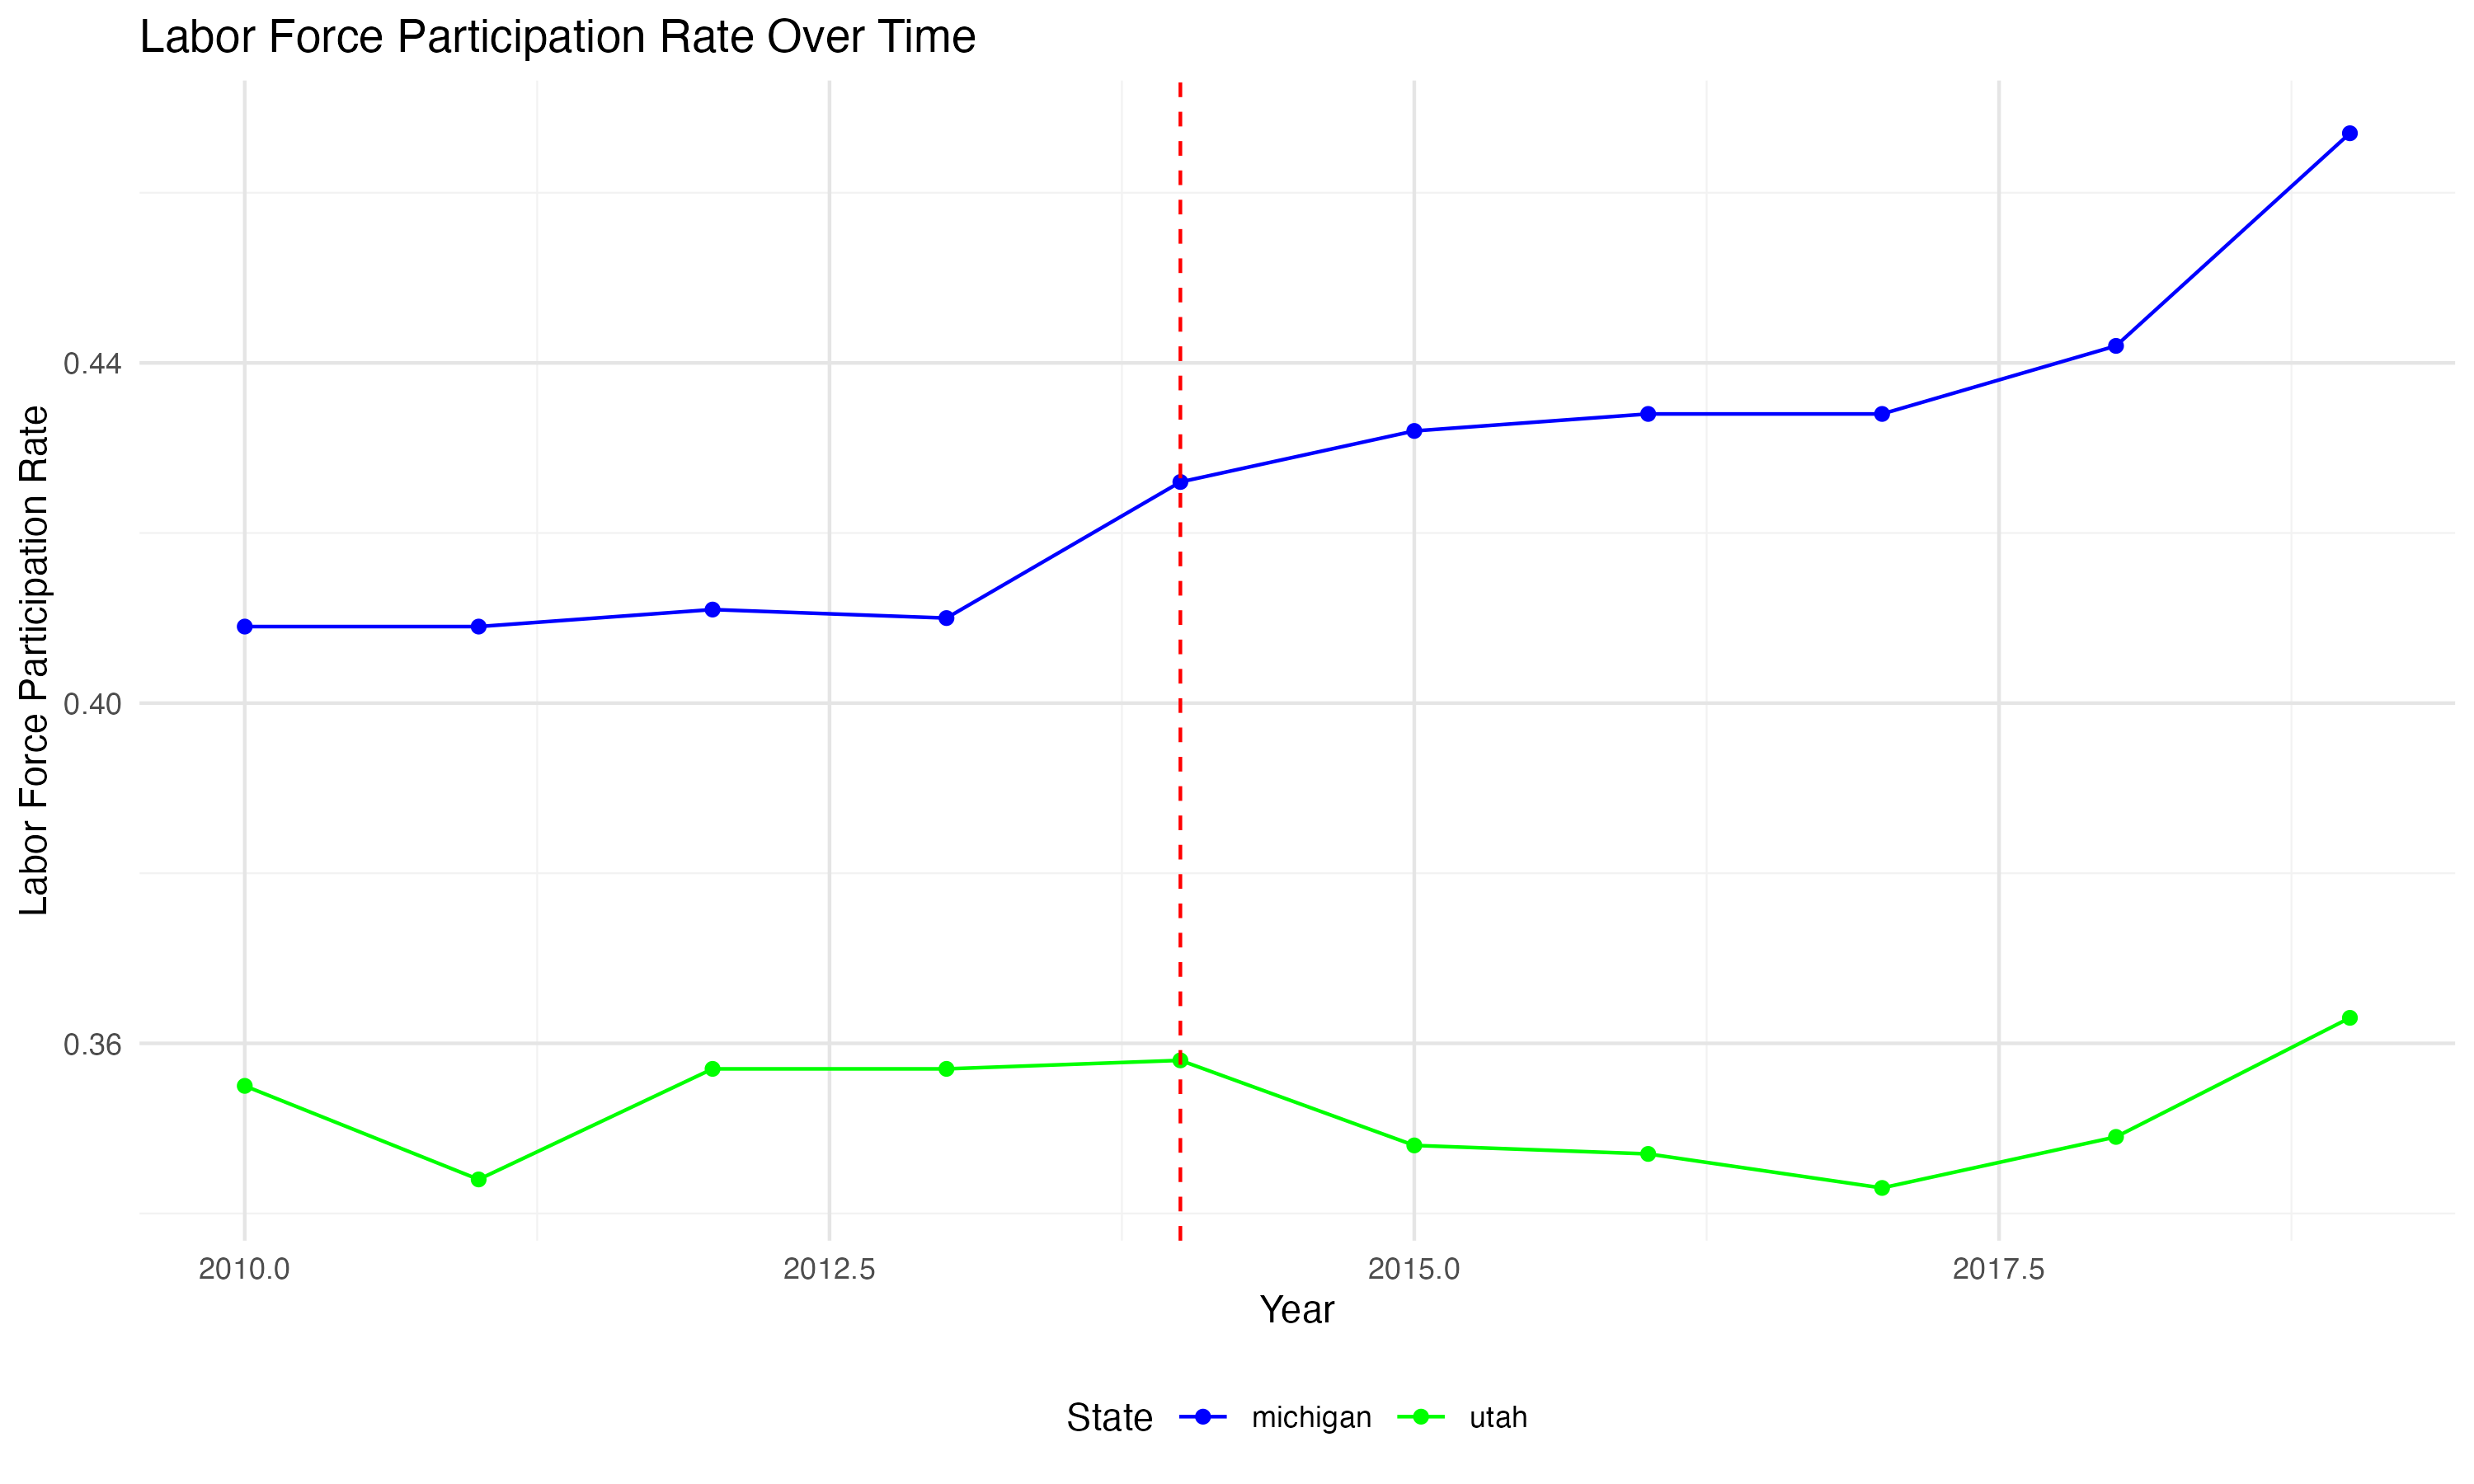 Labor Force Participation Rate Over Time
Labor Force Participation Rate
0.44
0.40
0.36
2010.0 2012.5 2015.0 2017.5
Year
State michigan utah